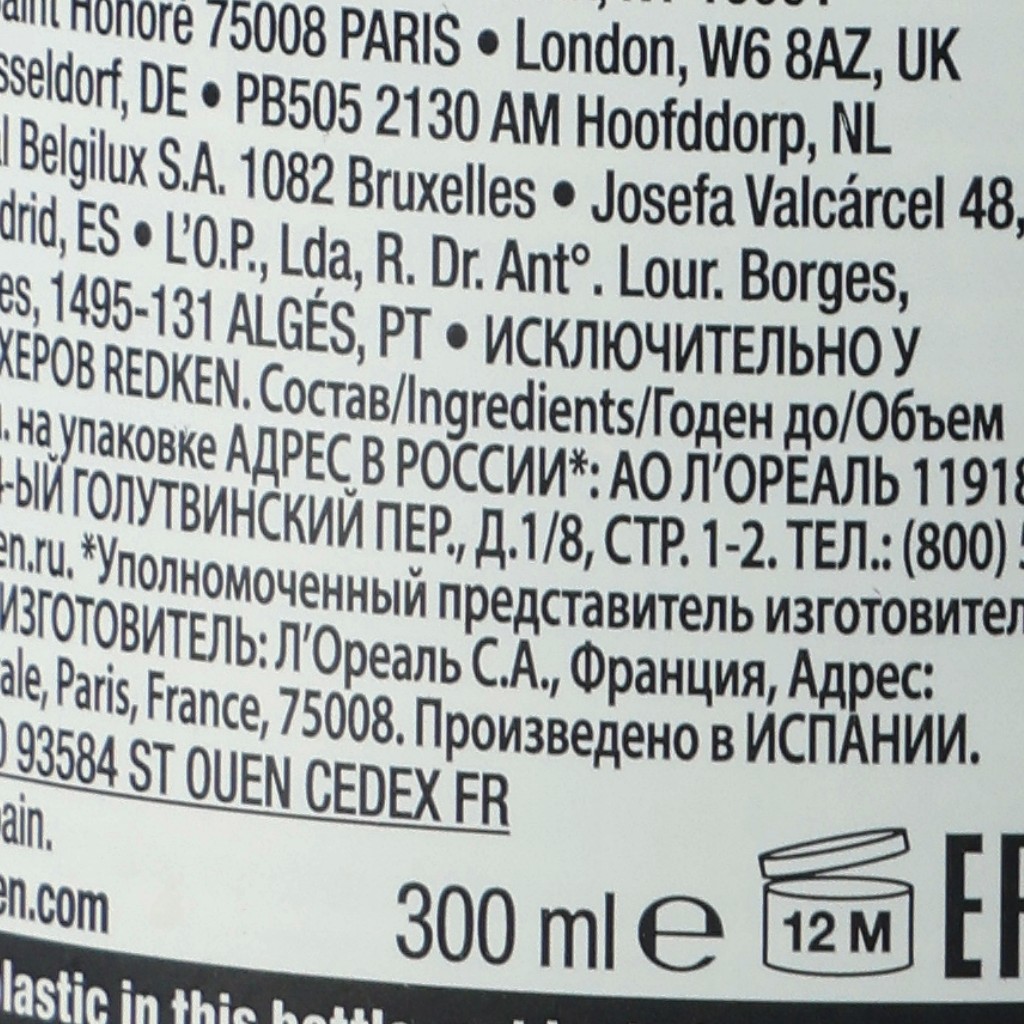 Honoré 75008 PARIS • London, W6 8AZ, UK
sseldorf, DE • PB505 2130 AM Hoofddorp, NL
l Belgilux S.A. 1082 Bruxelles • Josefa Valcárcel 48,
drid, ES • L'O.P., Lda, R. Dr. Ant°. Lour. Borges,
es, 1495-131 ALGÉS, PT • ИСКЛЮЧИТЕЛЬНО У
ХЕРОВ REDKEN. Состав/Ingredients/Годен до/Объем
. на упаковке АДРЕС В РОССИИ*: АО Л'ОРЕАЛЬ 11918
-ЫЙ ГОЛУТВИНСКИЙ ПЕР., Д.1/8, СТР. 1-2. ТЕЛ.: (800)
en.ru. *Уполномоченный представитель изготовител
ИЗГОТОВИТЕЛЬ: Л'Ореаль С.А., Франция, Адрес:
ale, Paris, France, 75008. Произведено в ИСПАНИИ.
93584 ST OUEN CEDEX FR
ain.
en.com
300 ml e
12 M
lastic in this